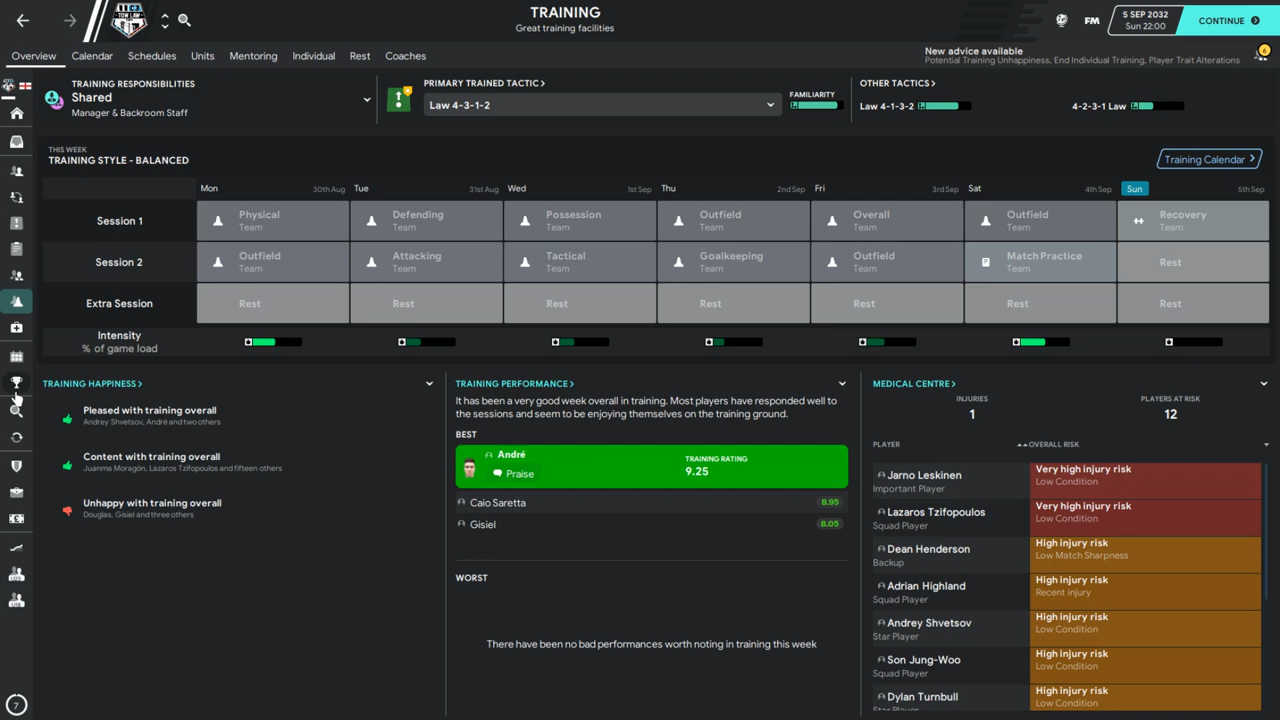 TRAINING
Great training facilities
TOW LAW
FM
5 SEP 2032
Sun 22:00
CONTINUE
Overview
Calendar
Schedules
Units
Mentoring
Individual
Rest
Coaches
New advice available
Potential Training Unhappiness, End Individual Training, Player Trait Alterations
6
TRAINING RESPONSIBILITIES
Shared
Manager & Backroom Staff
PRIMARY TRAINED TACTIC
Law 4-3-1-2
FAMILIARITY
OTHER TACTICS
Law 4-1-3-2
4-2-3-1 Law
THIS WEEK
TRAINING STYLE - BALANCED
Training Calendar
Mon 30th Aug
Tue 31st Aug
Wed 1st Sep
Thu 2nd Sep
Fri 3rd Sep
Sat 4th Sep
Sun 5th Sep
Session 1
Physical
Team
Defending
Team
Possession
Team
Outfield
Team
Overall
Team
Outfield
Team
Recovery
Team
Session 2
Outfield
Team
Attacking
Team
Tactical
Team
Goalkeeping
Team
Outfield
Team
Match Practice
Team
Rest
Extra Session
Rest
Rest
Rest
Rest
Rest
Rest
Rest
Intensity
% of game load
TRAINING HAPPINESS
Pleased with training overall
Andrey Shvetsov, André and two others
Content with training overall
Juanma Moragón, Lazaros Tzifopoulos and fifteen others
Unhappy with training overall
Douglas, Gisiel and three others
TRAINING PERFORMANCE
It has been a very good week overall in training. Most players have responded well
to the sessions and seem to be enjoying themselves on the training ground.
BEST
André
Praise
TRAINING RATING
9.25
Caio Saretta 8.95
Gisiel 8.05
WORST
There have been no bad performances worth noting in training this week
MEDICAL CENTRE
INJURIES
1
PLAYERS AT RISK
12
PLAYER
OVERALL RISK
Jarno Leskinen
Important Player
Very high injury risk
Low Condition
Lazaros Tzifopoulos
Squad Player
Very high injury risk
Low Condition
Dean Henderson
Backup
High injury risk
Low Match Sharpness
Adrian Highland
Squad Player
High injury risk
Recent injury
Andrey Shvetsov
Star Player
High injury risk
Low Condition
Son Jung-Woo
Squad Player
High injury risk
Low Condition
Dylan Turnbull
Star Player
High injury risk
Low Condition
7